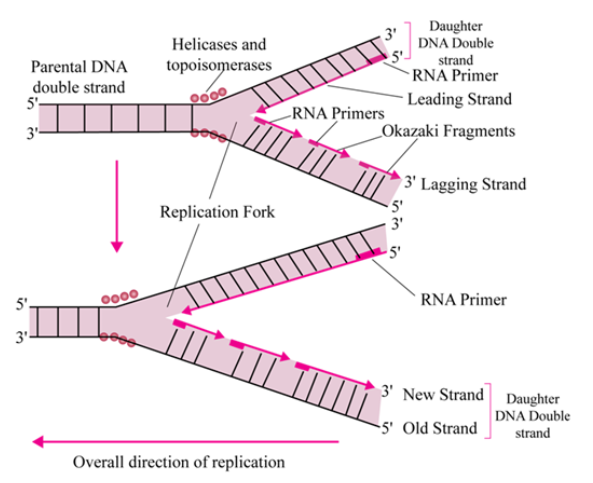 3'
Daughter
DNA Double
strand
5'
Helicases and
topoisomerases
RNA Primer
Parental DNA
double strand
Leading Strand
5'
RNA Primers
Okazaki Fragments
3'
3'
Lagging Strand
5'
Replication Fork
3'
5'
RNA Primer
5'
3'
3'
New Strand
Daughter
DNA Double
strand
5'
Old Strand
Overall direction of replication